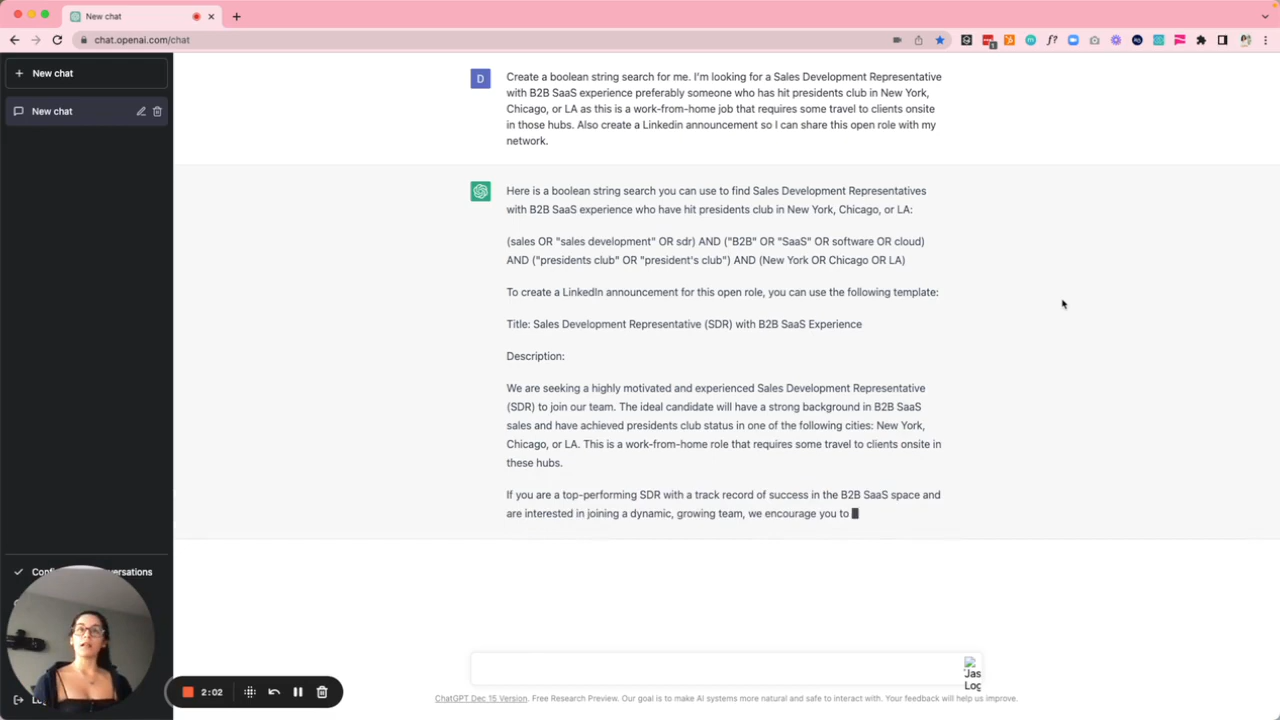 New chat
chat.openai.com/chat
1
f?
New chat
New chat
D
Create a boolean string search for me. I'm looking for a Sales Development Representative
with B2B SaaS experience preferably someone who has hit presidents club in New York,
Chicago, or LA as this is a work-from-home job that requires some travel to clients onsite
in those hubs. Also create a Linkedin announcement so I can share this open role with my
network.
Here is a boolean string search you can use to find Sales Development Representatives
with B2B SaaS experience who have hit presidents club in New York, Chicago, or LA:
(sales OR "sales development" OR sdr) AND ("B2B" OR "SaaS" OR software OR cloud)
AND ("presidents club" OR "president's club") AND (New York OR Chicago OR LA)
To create a LinkedIn announcement for this open role, you can use the following template:
Title: Sales Development Representative (SDR) with B2B SaaS Experience
Description:
We are seeking a highly motivated and experienced Sales Development Representative
(SDR) to join our team. The ideal candidate will have a strong background in B2B SaaS
sales and have achieved presidents club status in one of the following cities: New York,
Chicago, or LA. This is a work-from-home role that requires some travel to clients onsite in
these hubs.
If you are a top-performing SDR with a track record of success in the B2B SaaS space and
are interested in joining a dynamic, growing team, we encourage you to
2:02
ChatGPT Dec 15 Version. Free Research Preview. Our goal is to make AI systems more natural and safe to interact with. Your feedback will help us improve.